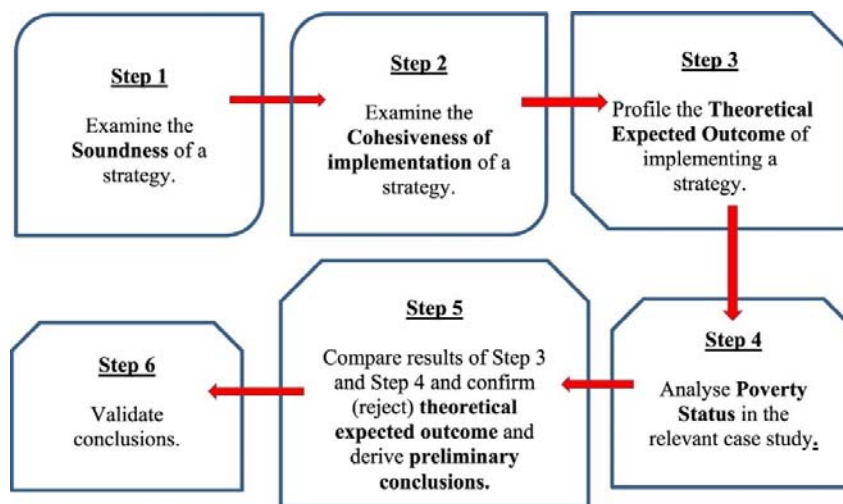 Step 1
Examine the
Soundness of a
strategy.
Step 2
Examine the
Cohesiveness of
implementation of a
strategy.
Step 3
Profile the Theoretical
Expected Outcome of
implementing a
strategy.
Step 4
Analyse Poverty
Status in the
relevant case study.
Step 5
Compare results of Step 3
and Step 4 and confirm
(reject) theoretical
expected outcome and
derive preliminary
conclusions.
Step 6
Validate
conclusions.